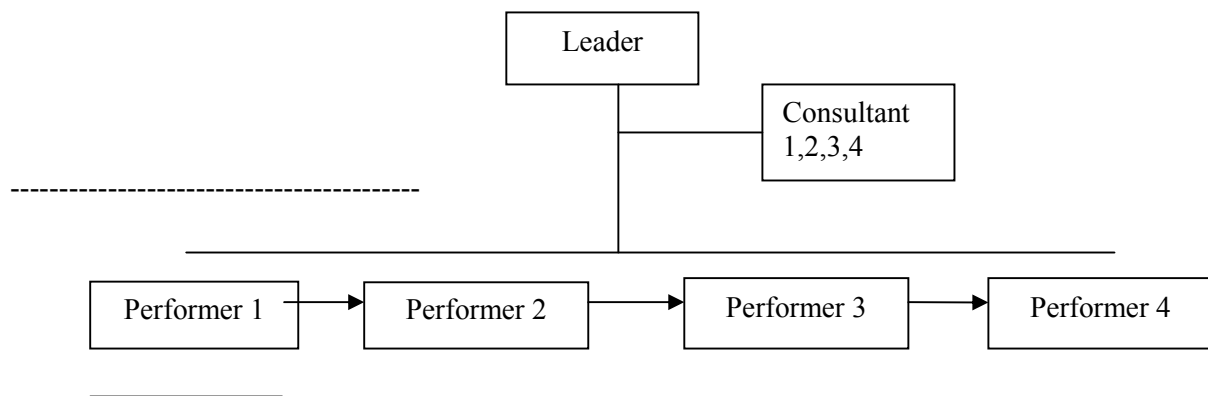 Leader
Consultant
1,2,3,4
Performer 1
Performer 2
Performer 3
Performer 4